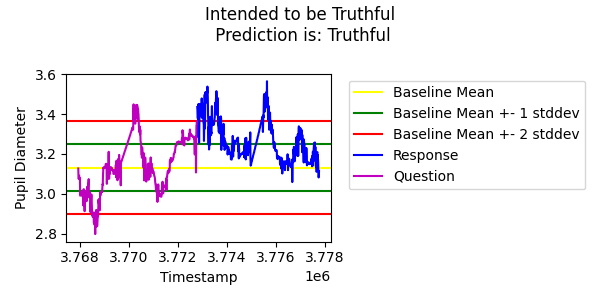 Intended to be Truthful
Prediction is: Truthful
3.6
3.4
3.2
3.0
2.8
Pupil Diameter
3.768 3.770 3.772 3.774 3.776 3.778
1e6
Timestamp
Baseline Mean
Baseline Mean +- 1 stddev
Baseline Mean +- 2 stddev
Response
Question